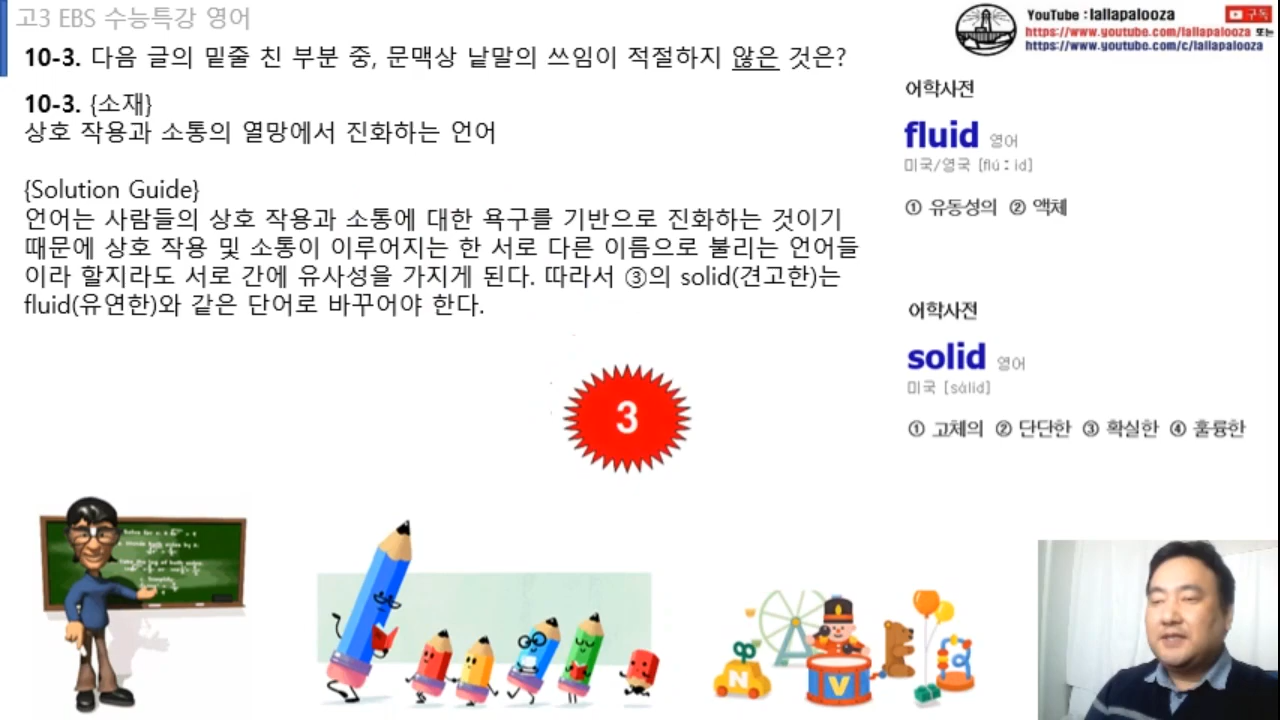 고3 EBS 수능특강 영어
YouTube : lallapalooza
구독
https://www.youtube.com/lallapalooza 또는
https://www.youtube.com/c/lallapalooza
10-3. 다음 글의 밑줄 친 부분 중, 문맥상 낱말의 쓰임이 적절하지 않은 것은?
10-3. {소재}
상호 작용과 소통의 열망에서 진화하는 언어
{Solution Guide}
언어는 사람들의 상호 작용과 소통에 대한 욕구를 기반으로 진화하는 것이기
때문에 상호 작용 및 소통이 이루어지는 한 서로 다른 이름으로 불리는 언어들
이라 할지라도 서로 간에 유사성을 가지게 된다. 따라서 ③의 solid(견고한)는
fluid(유연한)와 같은 단어로 바꾸어야 한다.
3
어학사전
fluid 영어
미국/영국 [flúːid]
① 유동성의 ② 액체
어학사전
solid 영어
미국 [sálid]
① 고체의 ② 단단한 ③ 확실한 ④ 훌륭한
N
V